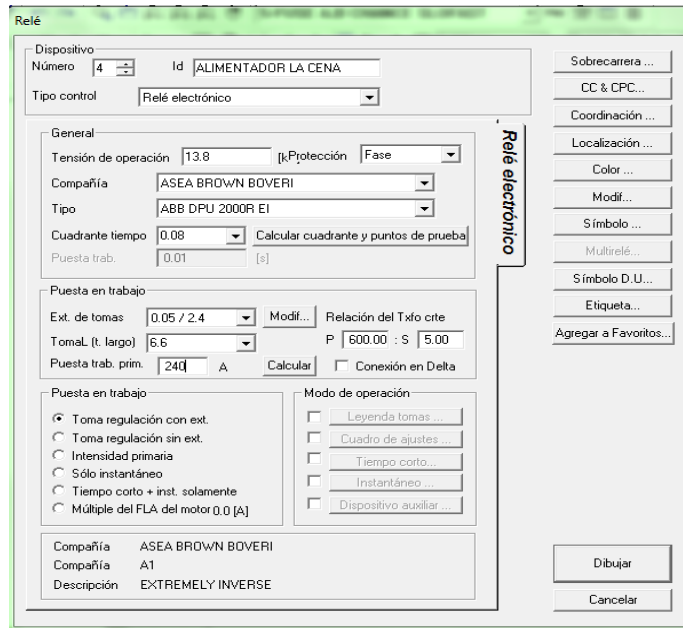 Relé
Dispositivo
Número 4 Id ALIMENTADOR LA CENA
Tipo control Relé electrónico
Relé electrónico
General
Tensión de operación 13.8 [k Protección Fase
Compañía ASEA BROWN BOVERI
Tipo ABB DPU 2000R EI
Cuadrante tiempo 0.08 Calcular cuadrante y puntos de prueba
Puesta trab. 0.01 [s]
Puesta en trabajo
Ext. de tomas 0.05 / 2.4 Modif... Relación del Txfo crte
TomaL (t. largo) 6.6 P 600.00 : S 5.00
Puesta trab. prim. 240 A Calcular Conexión en Delta
Puesta en trabajo
Toma regulación con ext.
Toma regulación sin ext.
Intensidad primaria
Sólo instantáneo
Tiempo corto + inst. solamente
Múltiple del FLA del motor 0.0 [A]
Modo de operación
Leyenda tomas ...
Cuadro de ajustes ...
Tiempo corto...
Instantáneo ...
Dispositivo auxiliar ...
Compañía ASEA BROWN BOVERI
Compañía A1
Descripción EXTREMELY INVERSE
Sobrecarrera ...
CC & CPC...
Coordinación ...
Localización ...
Color ...
Modif...
Símbolo ...
Multirelé...
Símbolo D.U...
Etiqueta...
Agregar a Favoritos...
Dibujar
Cancelar